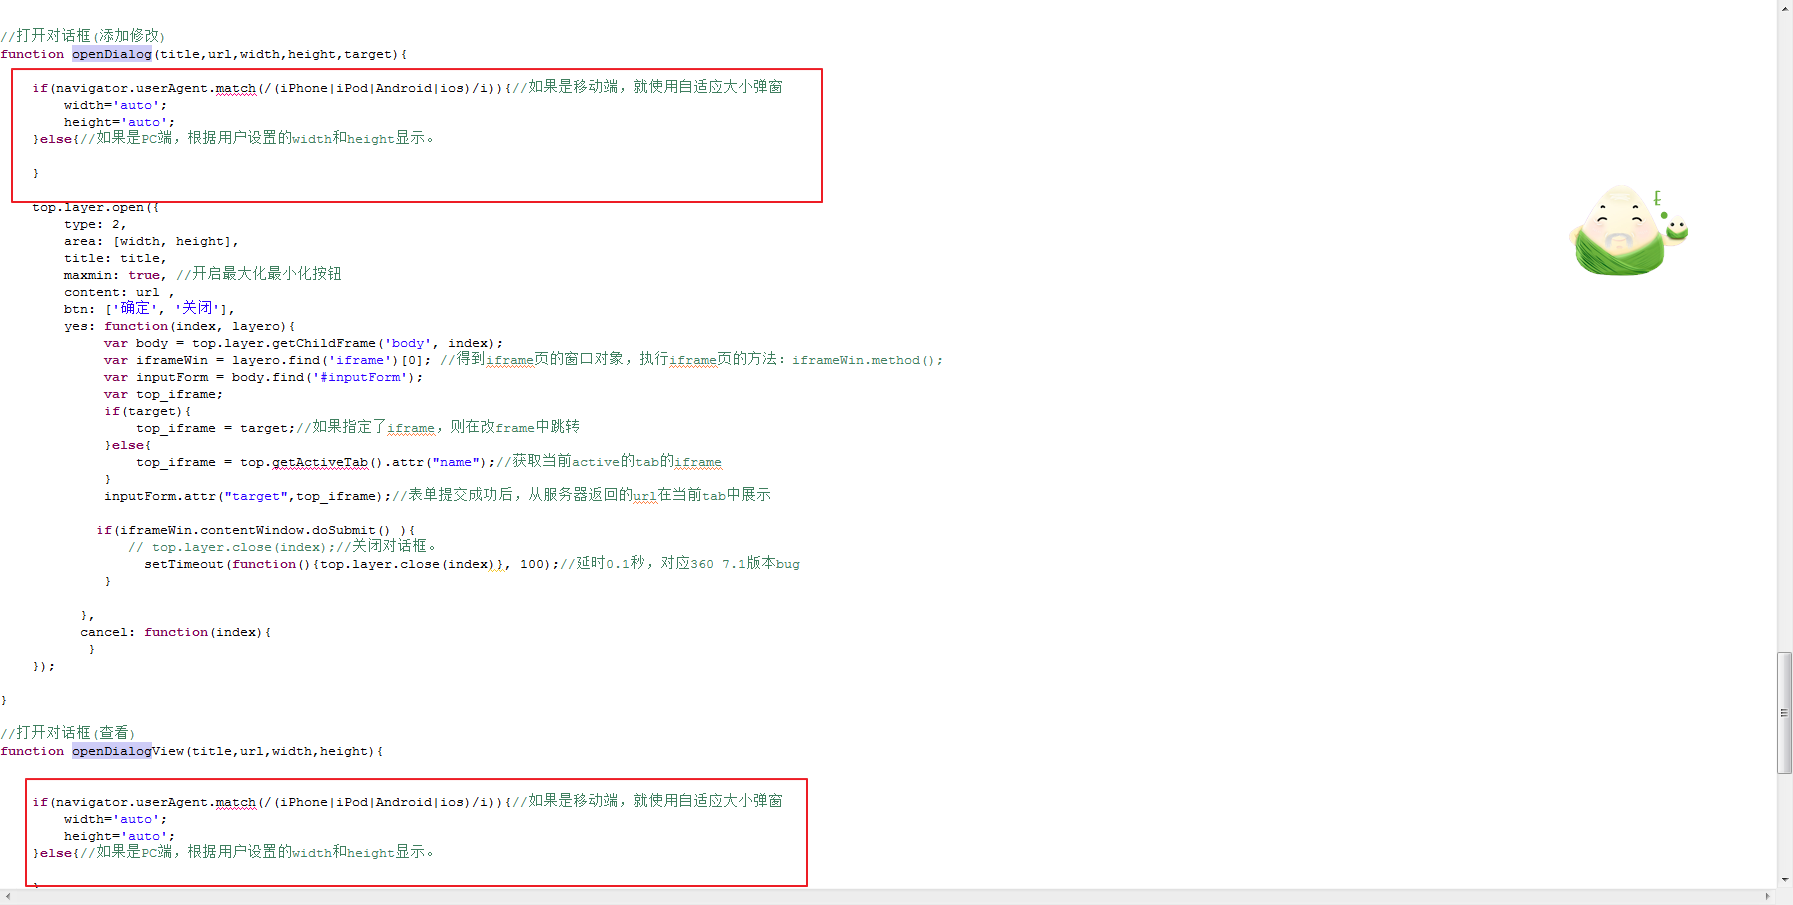 //打开对话框(添加修改)
function openDialog(title,url,width,height,target){
if(navigator.userAgent.match(/(iPhone|iPod|Android|ios)/i)){//如果是移动端，就使用自适应大小弹窗
width='auto';
height='auto';
}else{//如果是PC端，根据用户设置的width和height显示。
}
top.layer.open({
type: 2,
area: [width, height],
title: title,
maxmin: true, //开启最大化最小化按钮
content: url ,
btn: ['确定', '关闭'],
yes: function(index, layero){
var body = top.layer.getChildFrame('body', index);
var iframeWin = layero.find('iframe')[0]; //得到iframe页的窗口对象，执行iframe页的方法：iframeWin.method();
var inputForm = body.find('#inputForm');
var top_iframe;
if(target){
top_iframe = target;//如果指定了iframe，则在改frame中跳转
}else{
top_iframe = top.getActiveTab().attr("name");//获取当前active的tab的iframe
}
inputForm.attr("target",top_iframe);//表单提交成功后，从服务器返回的url在当前tab中展示
if(iframeWin.contentWindow.doSubmit() ){
// top.layer.close(index);//关闭对话框。
setTimeout(function(){top.layer.close(index)}, 100);//延时0.1秒，对应360 7.1版本bug
}
},
cancel: function(index){
}
});
}
//打开对话框(查看)
function openDialogView(title,url,width,height){
if(navigator.userAgent.match(/(iPhone|iPod|Android|ios)/i)){//如果是移动端，就使用自适应大小弹窗
width='auto';
height='auto';
}else{//如果是PC端，根据用户设置的width和height显示。